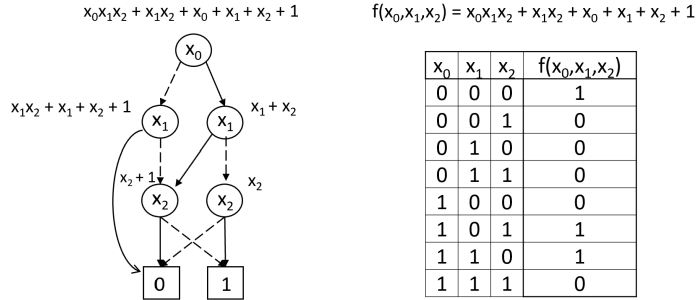 x₀x₁x₂ + x₁x₂ + x₀ + x₁ + x₂ + 1
x₀
x₁x₂ + x₁ + x₂ + 1
x₁
x₁
x₁ + x₂
x₂ + 1
x₂
x₂
x₂
0
1
f(x₀,x₁,x₂) = x₀x₁x₂ + x₁x₂ + x₀ + x₁ + x₂ + 1
x₀ x₁ x₂ f(x₀,x₁,x₂)
0 0 0 1
0 0 1 0
0 1 0 0
0 1 1 0
1 0 0 0
1 0 1 1
1 1 0 1
1 1 1 0